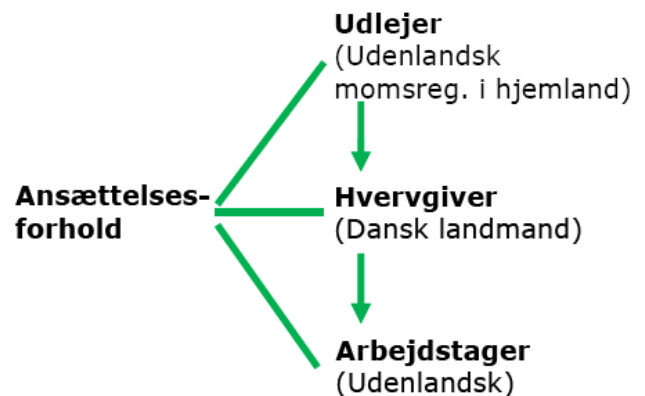 Udlejer
(Udenlandsk
momsreg. i hjemland)
Ansættelses-
forhold
Hvervgiver
(Dansk landmand)
Arbejdstager
(Udenlandsk)